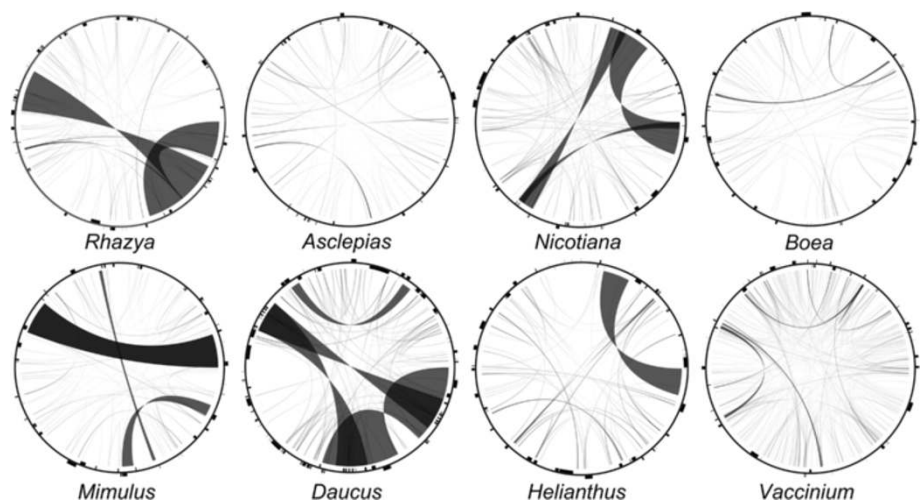 Rhazya
Asclepias
Nicotiana
Boea
Mimulus
Daucus
Helianthus
Vaccinium